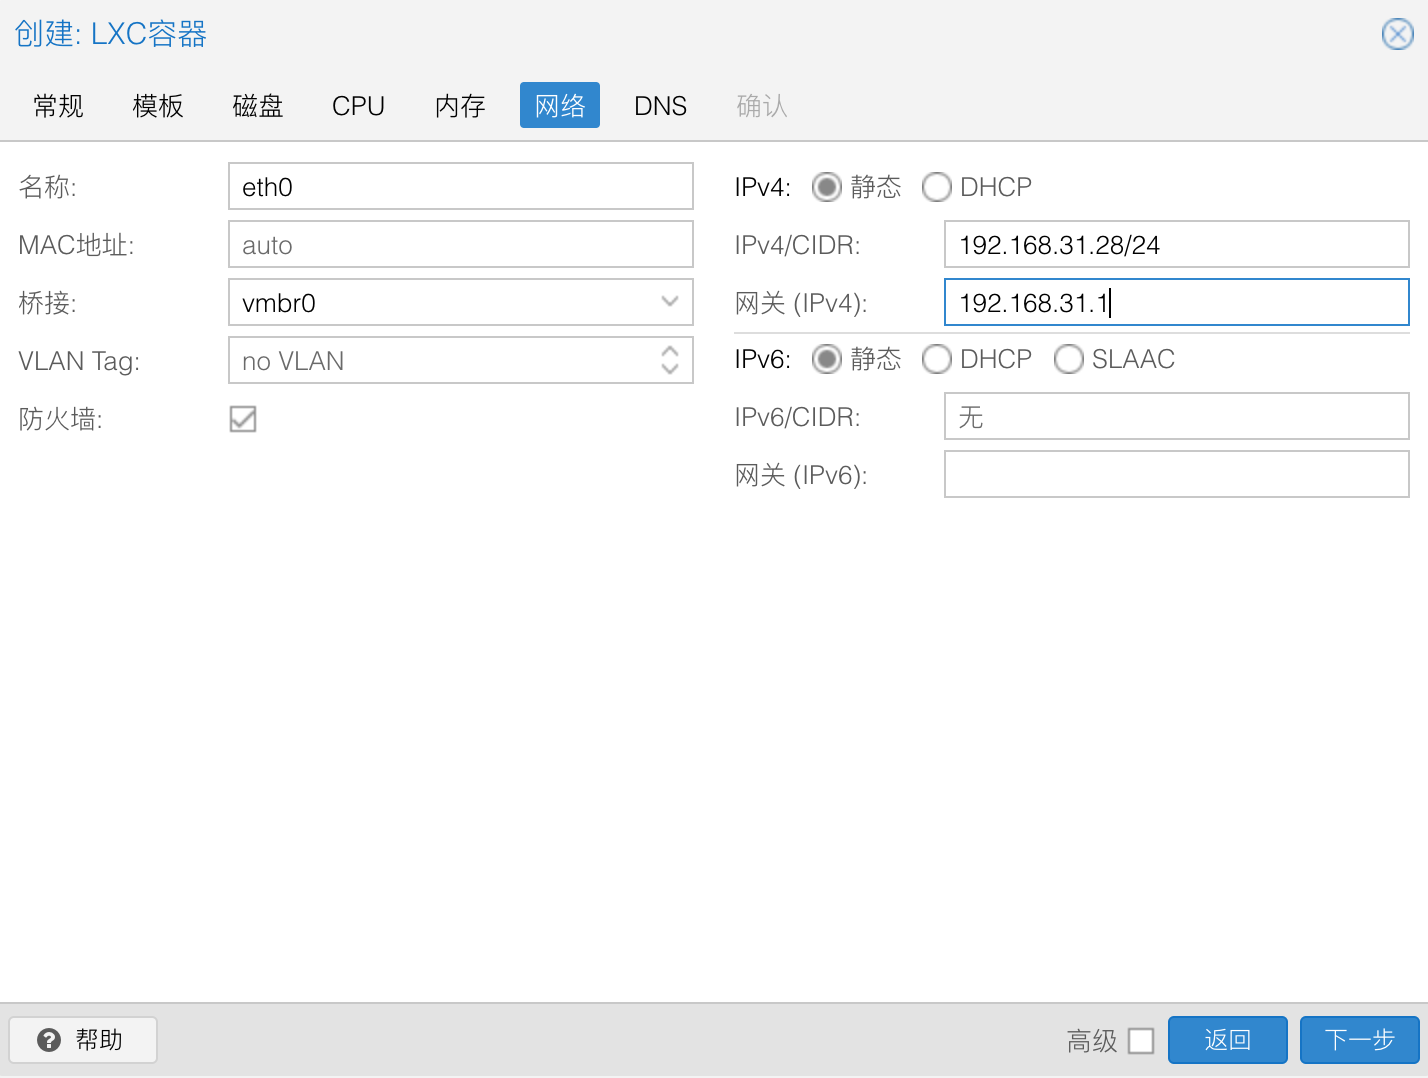 创建: LXC容器
常规 模板 磁盘 CPU 内存 网络 DNS 确认
名称: eth0
MAC地址: auto
桥接: vmbr0
VLAN Tag: no VLAN
防火墙:
IPv4: 静态 DHCP
IPv4/CIDR: 192.168.31.28/24
网关 (IPv4): 192.168.31.1
IPv6: 静态 DHCP SLAAC
IPv6/CIDR: 无
网关 (IPv6):
帮助 高级 返回 下一步